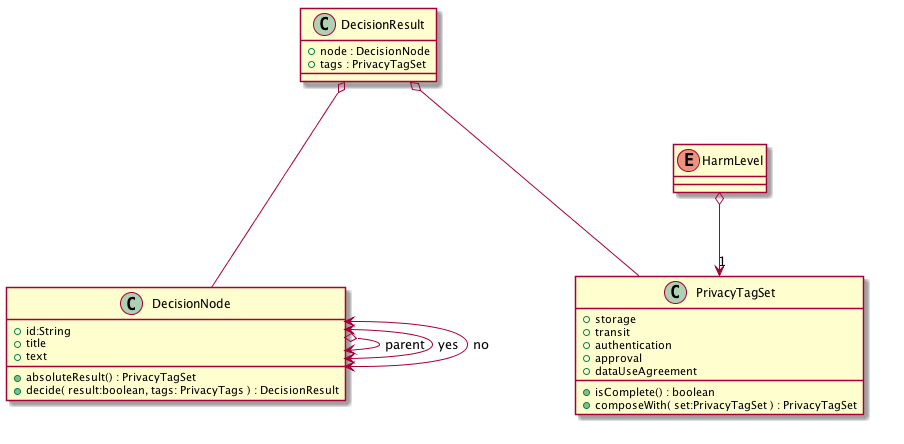 C DecisionResult
node : DecisionNode
tags : PrivacyTagSet
E HarmLevel
1
C DecisionNode
id:String
title
text
absoluteResult() : PrivacyTagSet
decide( result:boolean, tags: PrivacyTags ) : DecisionResult
parent yes no
C PrivacyTagSet
storage
transit
authentication
approval
dataUseAgreement
isComplete() : boolean
composeWith( set:PrivacyTagSet ) : PrivacyTagSet